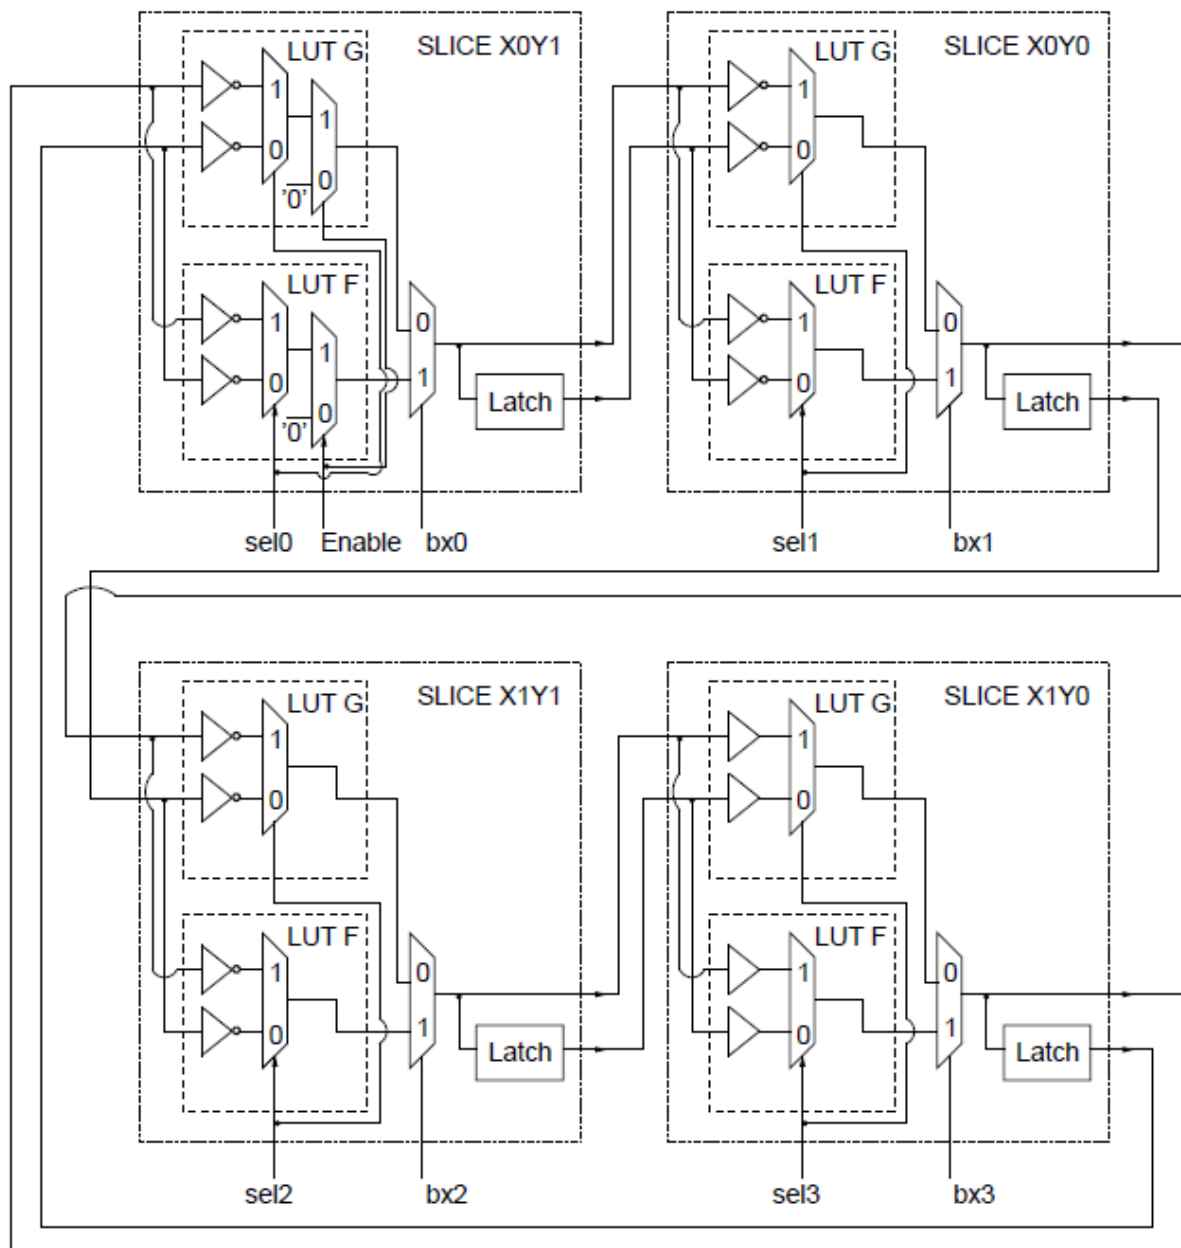 LUT G SLICE X0Y1 LUT G SLICE X0Y0
1 1
1
0 0
'0' 0
LUT F LUT F
1 0 1 0
1
0 1 0 1
'0' 0 Latch Latch
sel0 Enable bx0 sel1 bx1
LUT G SLICE X1Y1 LUT G SLICE X1Y0
1 1
0 0
LUT F LUT F
1 0 1 0
0 1 0 1
Latch Latch
sel2 bx2 sel3 bx3